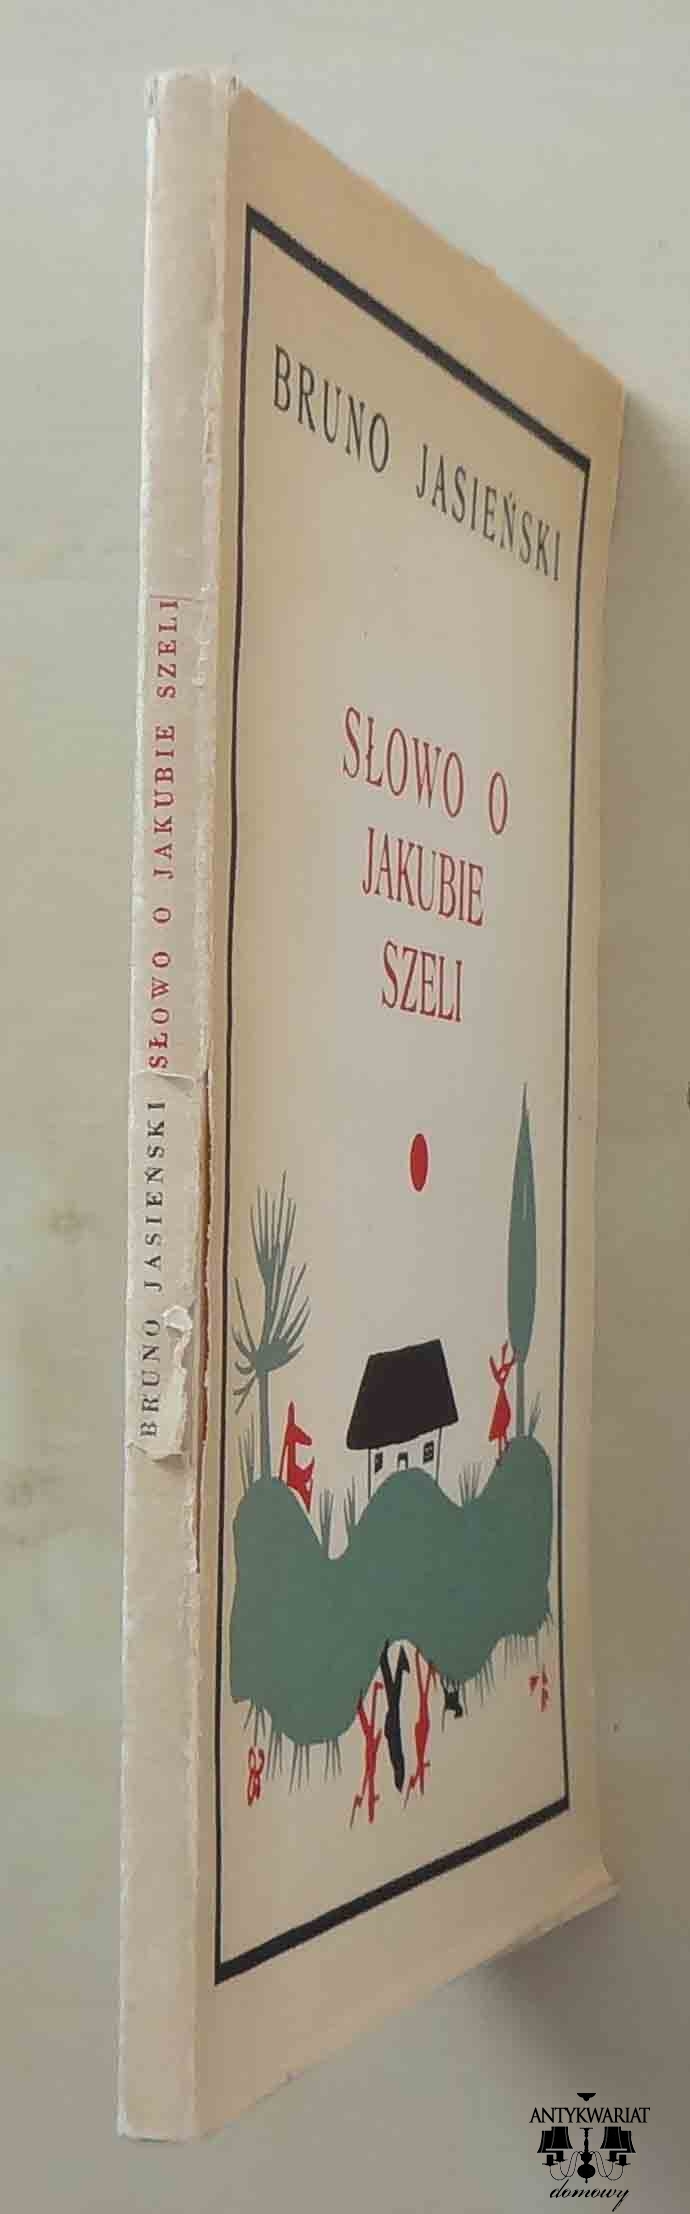 BRUNO JASIEŃSKI
SŁOWO O
JAKUBIE
SZELI
BRUNO JASIEŃSKI SŁOWO O JAKUBIE SZELI
ANTYKWARIAT
domowy